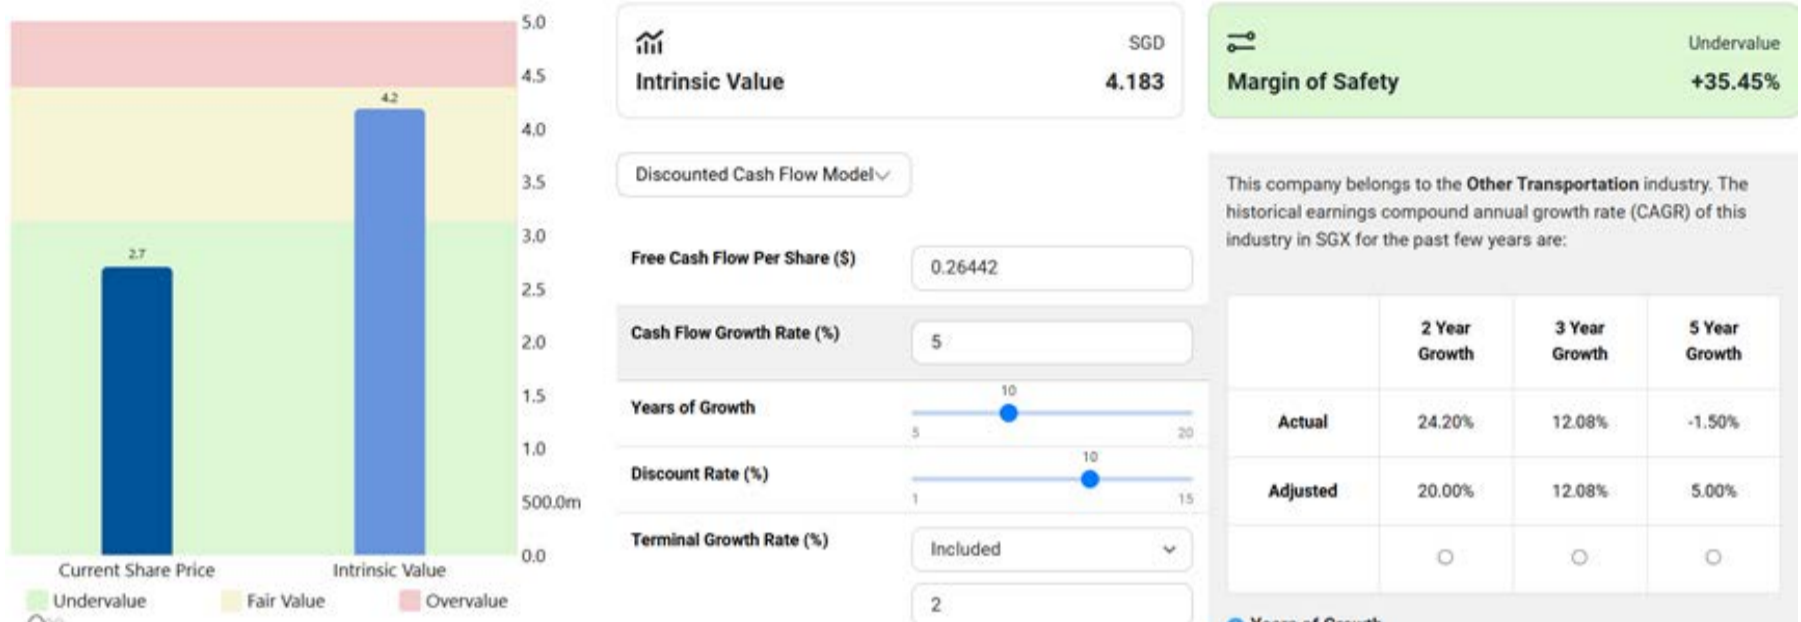 5.0
4.5
4.0
3.5
3.0
2.5
2.0
1.5
1.0
500.0m
0.0
4.2
2.7
Current Share Price
Intrinsic Value
Undervalue
Fair Value
Overvalue
SGD
Intrinsic Value 4.183
Undervalue
Margin of Safety +35.45%
Discounted Cash Flow Model
Free Cash Flow Per Share ($) 0.26442
Cash Flow Growth Rate (%) 5
Years of Growth
10
5 20
Discount Rate (%)
10
1 15
Terminal Growth Rate (%) Included
2
This company belongs to the Other Transportation industry. The
historical earnings compound annual growth rate (CAGR) of this
industry in SGX for the past few years are:
2 Year Growth
3 Year Growth
5 Year Growth
Actual 24.20% 12.08% -1.50%
Adjusted 20.00% 12.08% 5.00%
Years of Growth